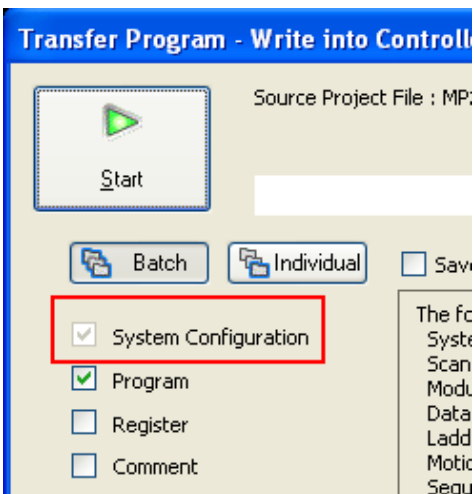 Transfer Program - Write into Controll
Source Project File : MP
Start
Batch
Individual
Save
System Configuration
Program
Register
Comment
The fo
Syste
Scan
Modu
Data
Ladd
Motio
Sequ